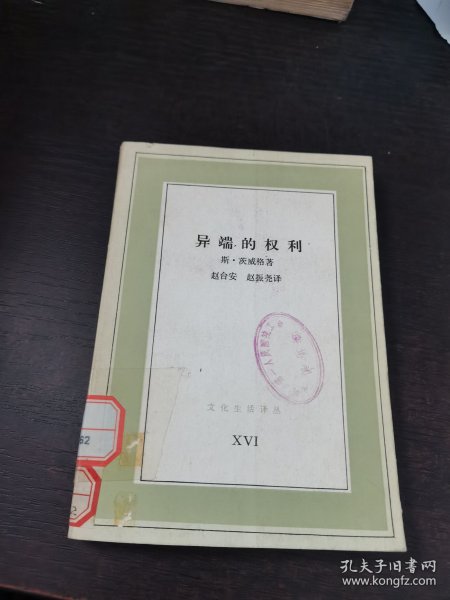 异端的权利
斯·茨威格著
赵台安 赵振尧译
文化生活译丛
XVI
62
孔夫子旧书网
www.kongfz.com